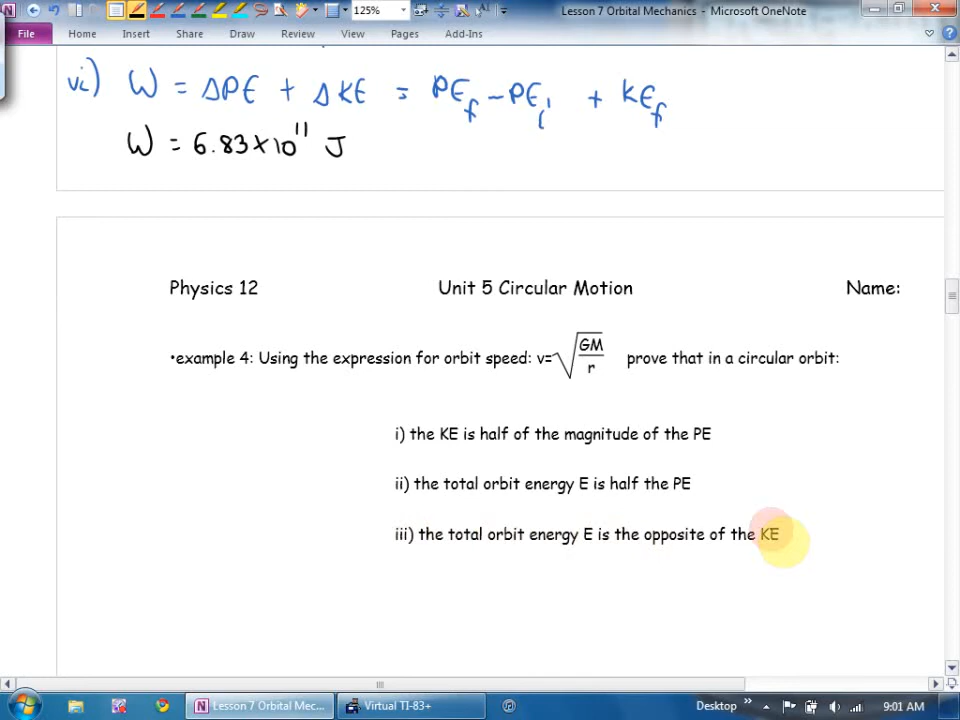 125%
Lesson 7 Orbital Mechanics - Microsoft OneNote
File Home Insert Share Draw Review View Pages Add-Ins
vi) W = ΔPE + ΔKE = PEf - PEi + KEf
W = 6.83 × 10^11 J
Physics 12 Unit 5 Circular Motion Name:
•example 4: Using the expression for orbit speed: v=√GM/r prove that in a circular orbit:
i) the KE is half of the magnitude of the PE
ii) the total orbit energy E is half the PE
iii) the total orbit energy E is the opposite of the KE
Lesson 7 Orbital Mec... Virtual TI-83+ Desktop » 9:01 AM